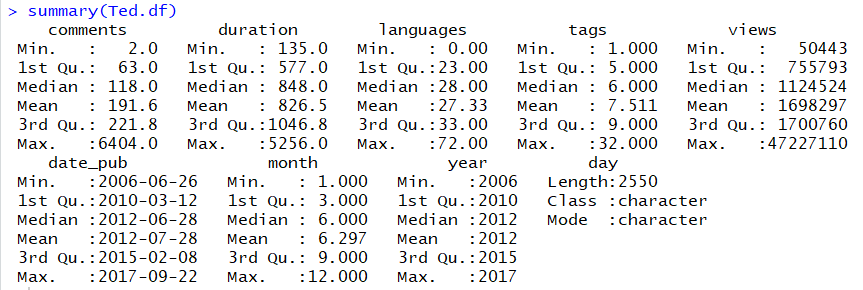 > summary(Ted.df)
    comments         duration        languages          tags            views
 Min.   :   2.0   Min.   : 135.0   Min.   : 0.00   Min.   : 1.000   Min.   :   50443
 1st Qu.:  63.0   1st Qu.: 577.0   1st Qu.:23.00   1st Qu.: 5.000   1st Qu.:  755793
 Median : 118.0   Median : 848.0   Median :28.00   Median : 6.000   Median : 1124524
 Mean   : 191.6   Mean   : 826.5   Mean   :27.33   Mean   : 7.511   Mean   : 1698297
 3rd Qu.: 221.8   3rd Qu.:1046.8   3rd Qu.:33.00   3rd Qu.: 9.000   3rd Qu.: 1700760
 Max.   :6404.0   Max.   :5256.0   Max.   :72.00   Max.   :32.000   Max.   :47227110
    date_pub              month             year          day
 Min.   :2006-06-26   Min.   : 1.000   Min.   :2006   Length:2550
 1st Qu.:2010-03-12   1st Qu.: 3.000   1st Qu.:2010   Class :character
 Median :2012-06-28   Median : 6.000   Median :2012   Mode  :character
 Mean   :2012-07-28   Mean   : 6.297   Mean   :2012
 3rd Qu.:2015-02-08   3rd Qu.: 9.000   3rd Qu.:2015
 Max.   :2017-09-22   Max.   :12.000   Max.   :2017